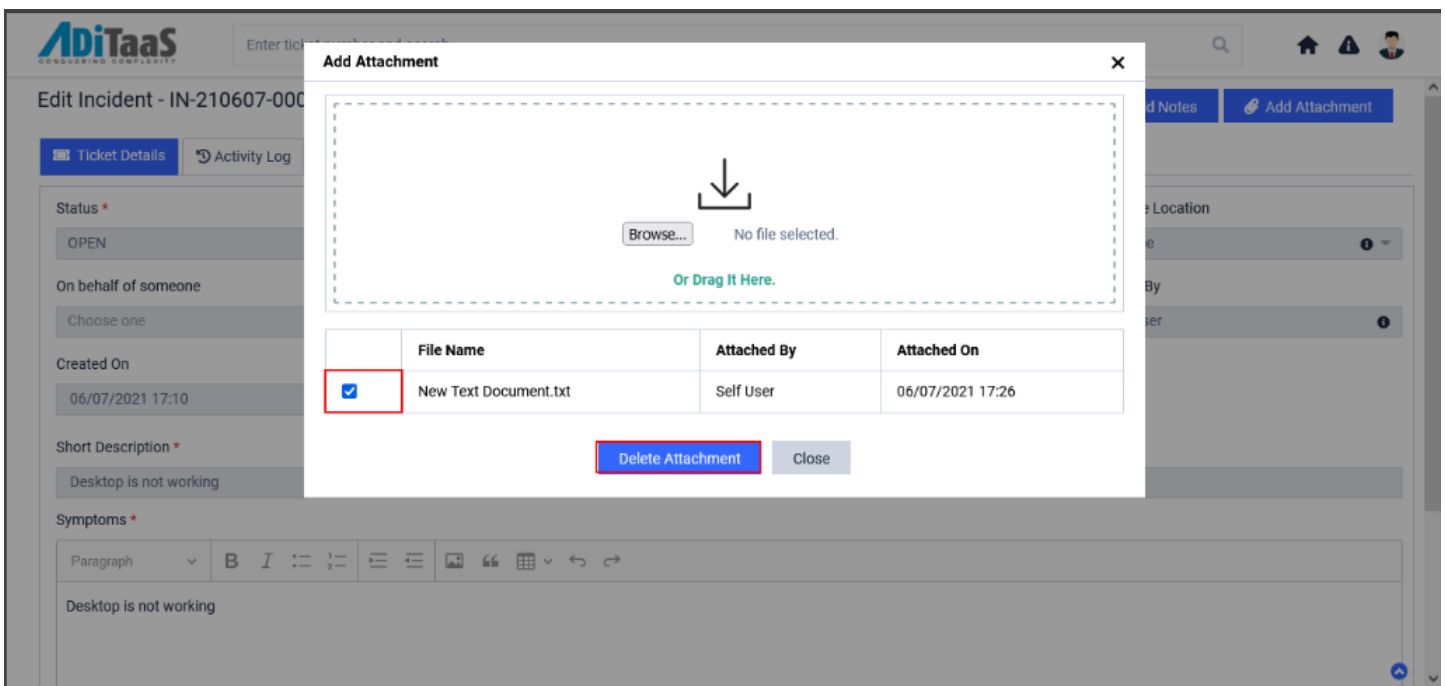 ADiTaaS
CONQUERING COMPLEXITY
Add Attachment
Edit Incident - IN-210607-000
d Notes
Add Attachment
Ticket Details
Activity Log
Browse...
No file selected.
Or Drag It Here.
Status *
Location
OPEN
On behalf of someone
By
Choose one
Created On
06/07/2021 17:10
File Name
Attached By
Attached On
New Text Document.txt
Self User
06/07/2021 17:26
Delete Attachment
Close
Short Description *
Desktop is not working
Symptoms *
Paragraph
B I
Desktop is not working